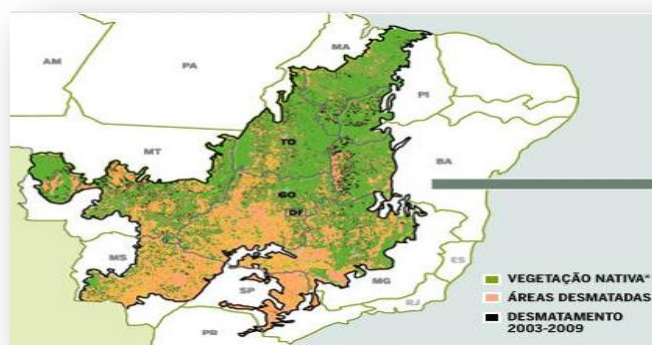 MA
AM
PA
PI
TO
MT
BA
GO
DF
MS
MG
ES
SP
RJ
PR
VEGETAÇÃO NATIVA*
ÁREAS DESMATADAS
DESMATAMENTO
2003-2009